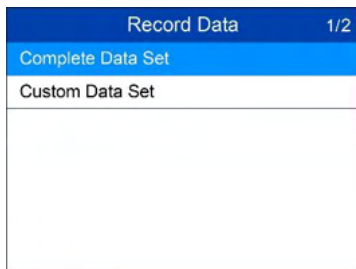 Record Data 1/2
Complete Data Set
Custom Data Set